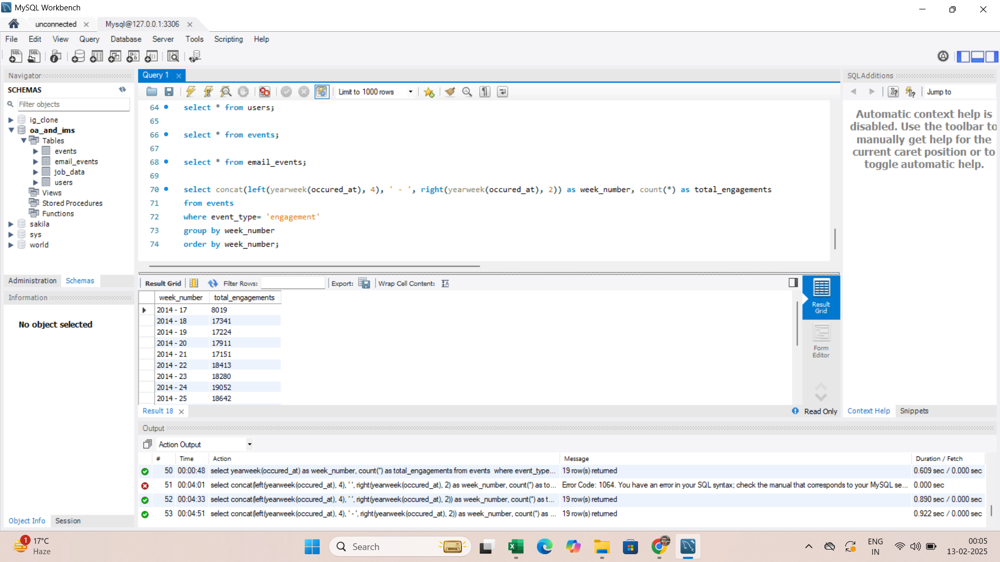 MySQL Workbench
unconnected
Mysql@127.0.0.1:3306
File Edit View Query Database Server Tools Scripting Help
Navigator
SCHEMAS
Filter objects
ig_clone
oa_and_ims
Tables
events
email_events
job_data
users
Views
Stored Procedures
Functions
sakila
sys
world
Administration Schemas
Information
No object selected
Object Info Session
Query 1
Limit to 1000 rows
64 select * from users;
65
66 select * from events;
67
68 select * from email_events;
69
70 select concat(left(yearweek(occured_at), 4), ' - ', right(yearweek(occured_at), 2)) as week_number, count(*) as total_engagements
71 from events
72 where event_type= 'engagement'
73 group by week_number
74 order by week_number;
Result Grid Filter Rows: Export: Wrap Cell Content:
week_number total_engagements
2014 - 17 8019
2014 - 18 17341
2014 - 19 17224
2014 - 20 17911
2014 - 21 17151
2014 - 22 18413
2014 - 23 18280
2014 - 24 19052
2014 - 25 18642
Result Grid
Form Editor
Result 18
Read Only
SQLAdditions
Jump to
Automatic context help is
disabled. Use the toolbar to
manually get help for the
current caret position or to
toggle automatic help.
Context Help Snippets
Output
Action Output
# Time Action Message Duration / Fetch
50 00:00:48 select yearweek(occured_at) as week_number, count(*) as total_engagements from events where event_type... 19 row(s) returned 0.609 sec / 0.000 sec
51 00:04:01 select concat(left(yearweek(occured_at), 4), ' ', right(yearweek(occured_at), 2) as week_number, count(*) as to... Error Code: 1064. You have an error in your SQL syntax; check the manual that corresponds to your MySQL se... 0.000 sec
52 00:04:33 select concat(left(yearweek(occured_at), 4), ' ', right(yearweek(occured_at), 2)) as week_number, count(*) as t... 19 row(s) returned 0.890 sec / 0.000 sec
53 00:04:51 select concat(left(yearweek(occured_at), 4), ' - ', right(yearweek(occured_at), 2)) as week_number, count(*) as ... 19 row(s) returned 0.922 sec / 0.000 sec
1
17°C
Haze
Search
ENG
IN
00:05
13-02-2025